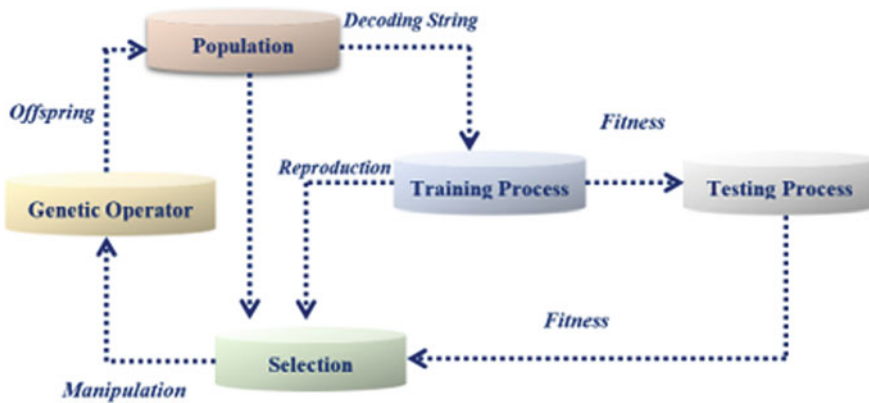 Decoding String
Population
Offspring
Fitness
Reproduction
Training Process
Testing Process
Genetic Operator
Fitness
Selection
Manipulation